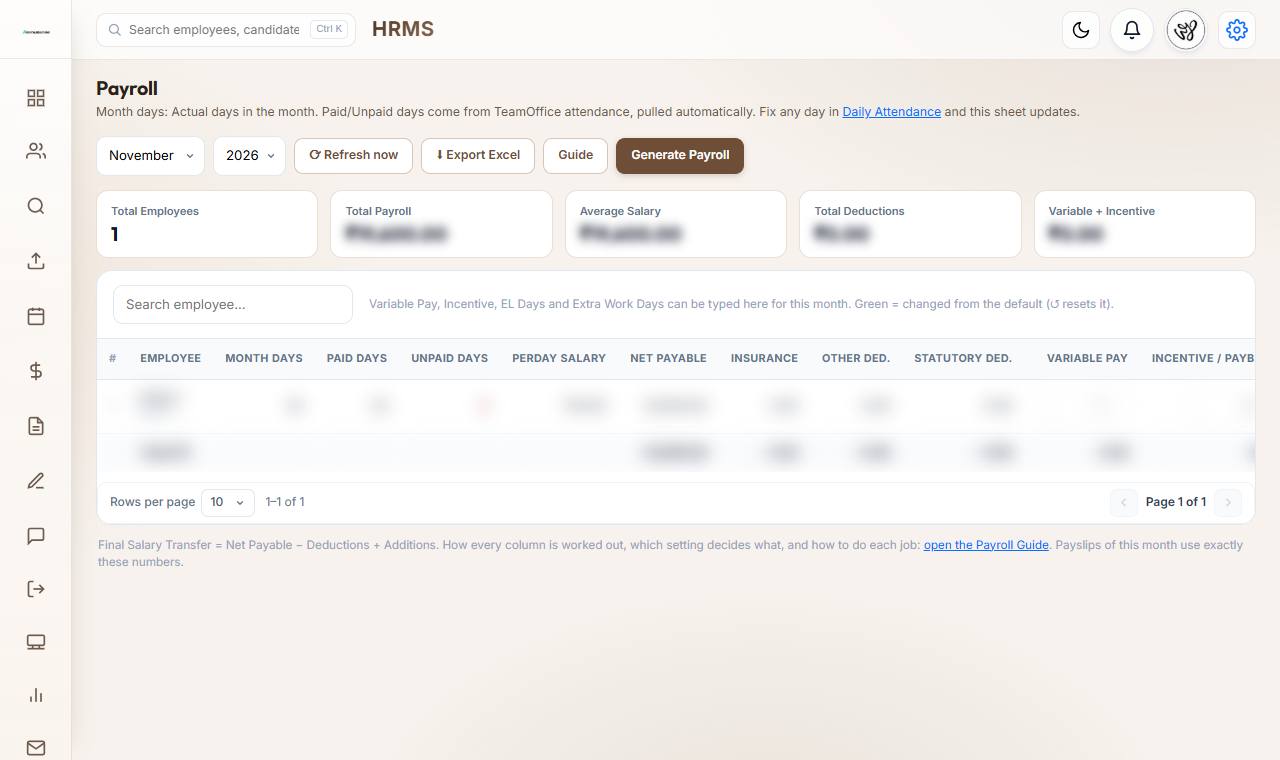 Search employees, candidate
Ctrl K
HRMS
Payroll
Month days: Actual days in the month. Paid/Unpaid days come from TeamOffice attendance, pulled automatically. Fix any day in Daily Attendance and this sheet updates.
November
2026
⟳ Refresh now
⬇ Export Excel
Guide
Generate Payroll
Total Employees
1
Total Payroll
Average Salary
Total Deductions
Variable + Incentive
Search employee...
Variable Pay, Incentive, EL Days and Extra Work Days can be typed here for this month. Green = changed from the default (↺ resets it).
# EMPLOYEE MONTH DAYS PAID DAYS UNPAID DAYS PERDAY SALARY NET PAYABLE INSURANCE OTHER DED. STATUTORY DED. VARIABLE PAY INCENTIVE / PAYB
Rows per page 10 1–1 of 1
Page 1 of 1
Final Salary Transfer = Net Payable − Deductions + Additions. How every column is worked out, which setting decides what, and how to do each job: open the Payroll Guide. Payslips of this month use exactly
these numbers.